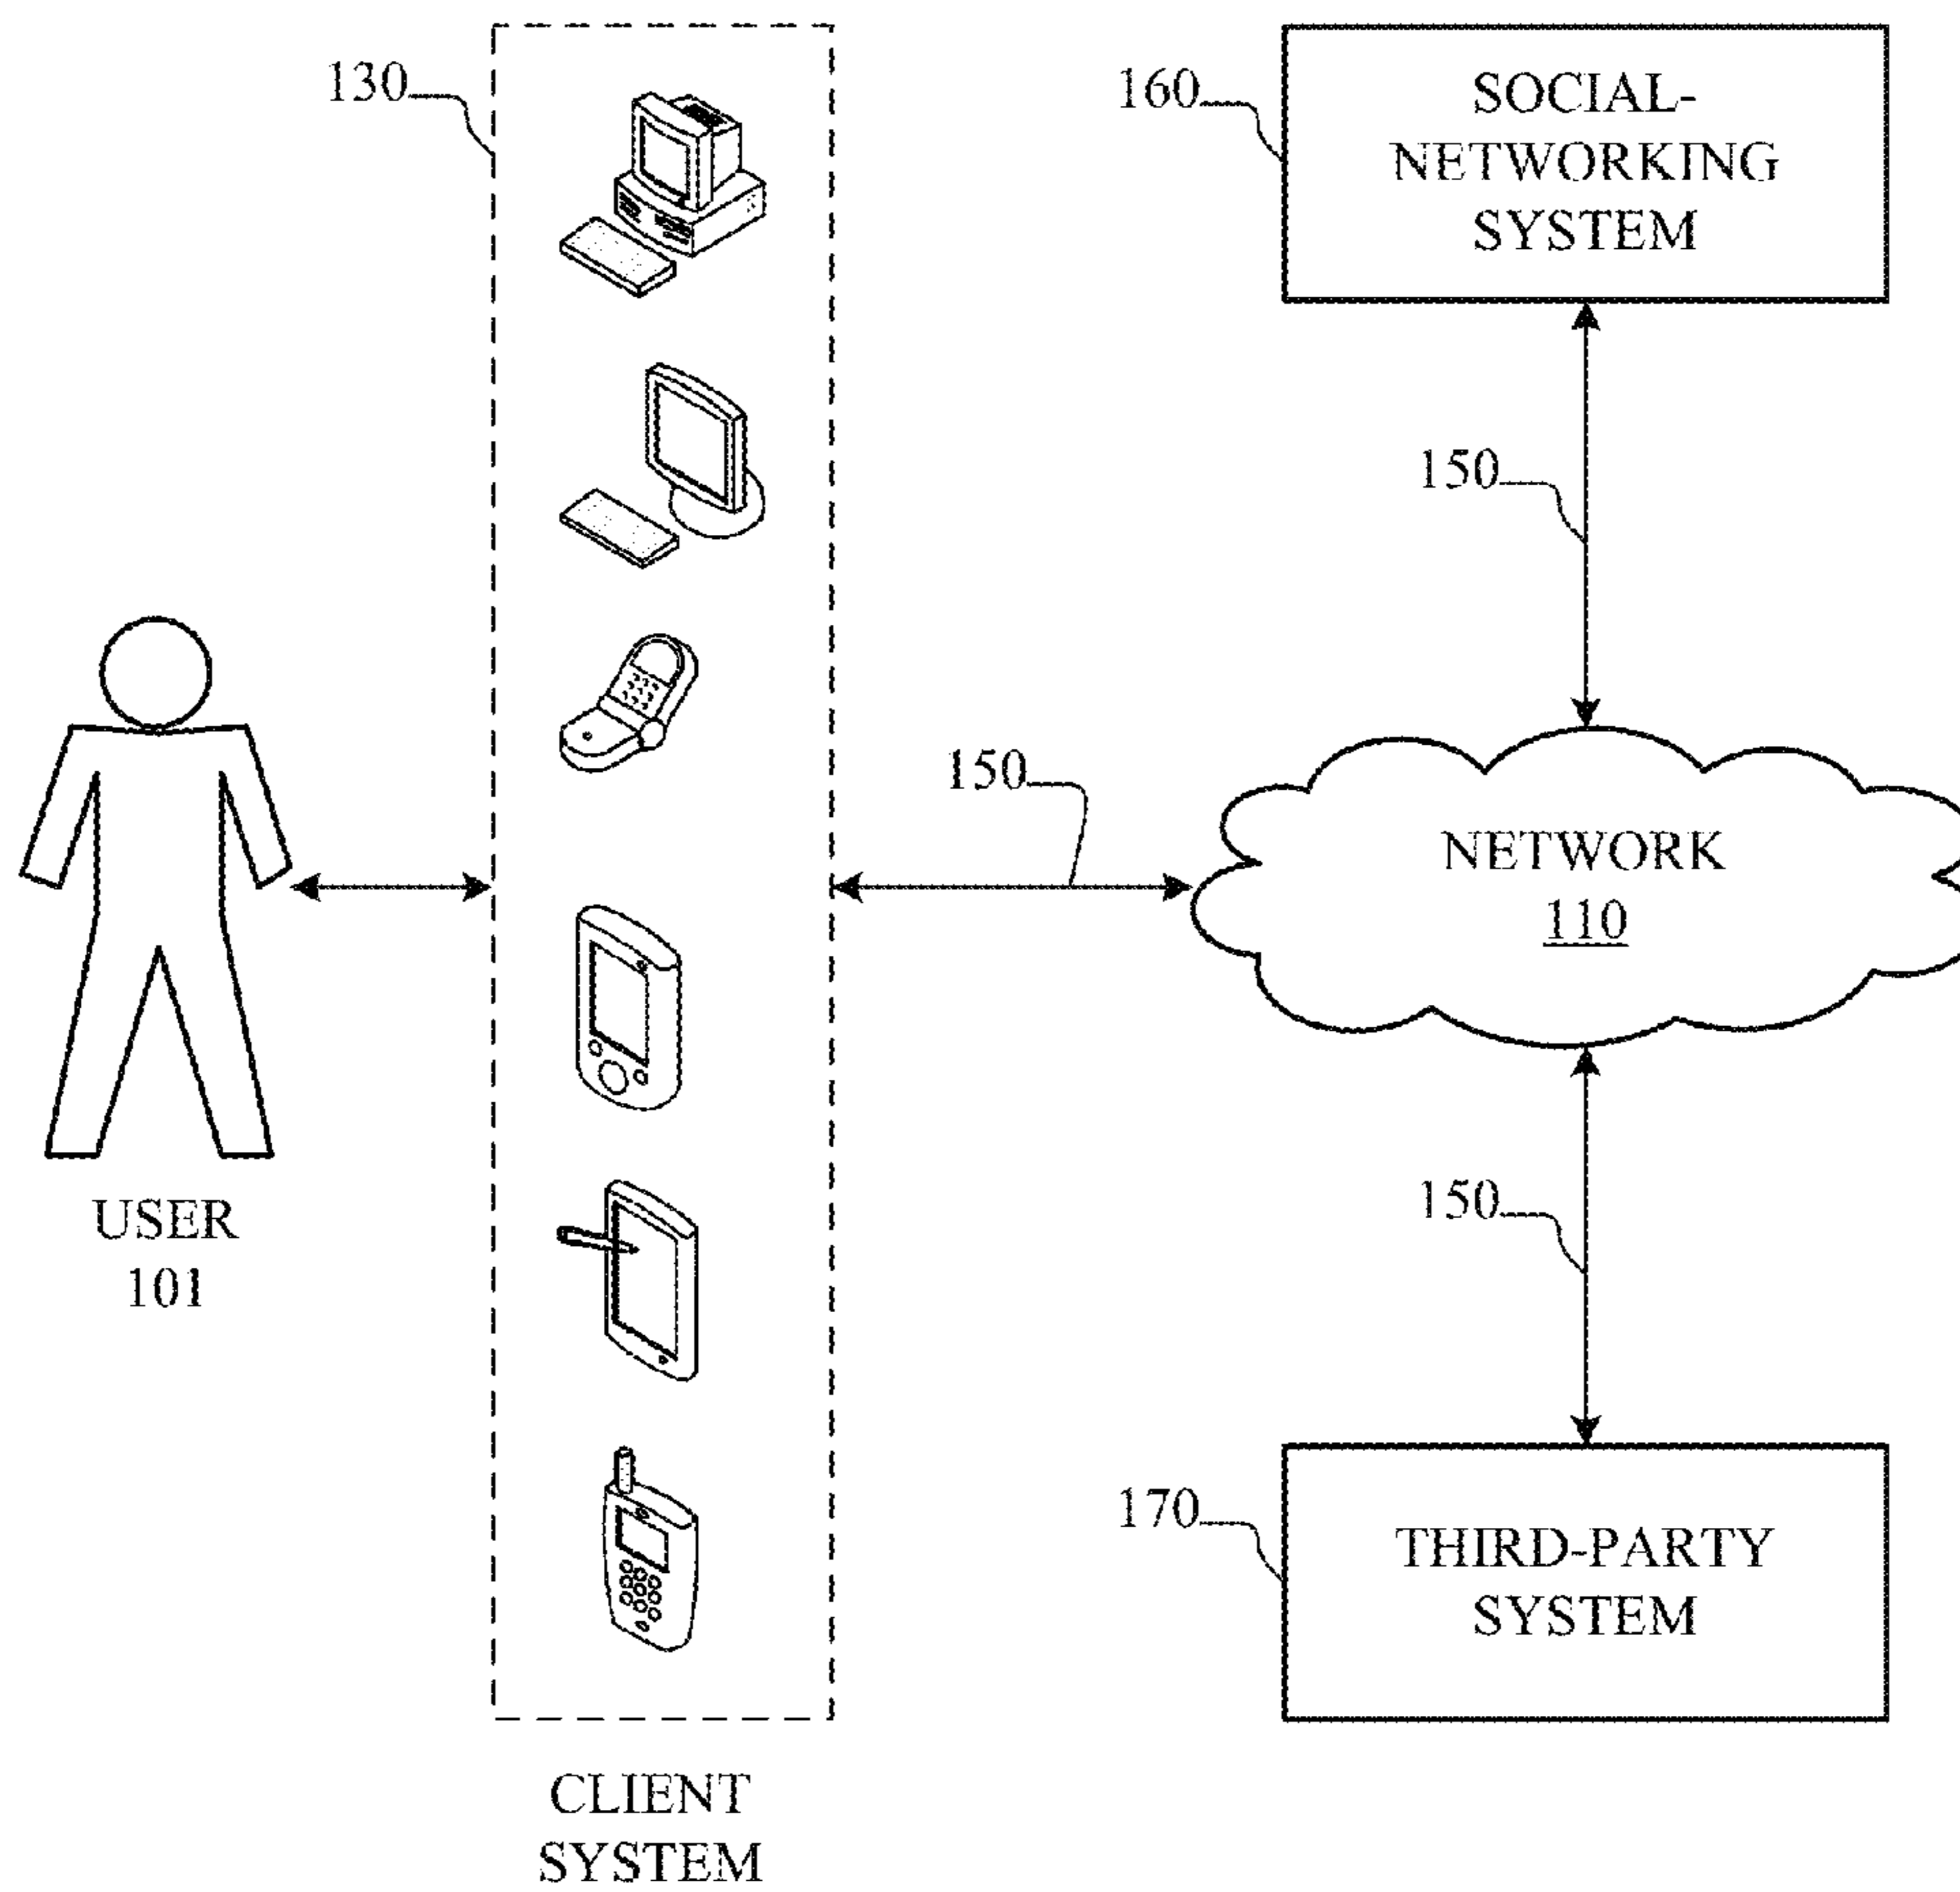 130
160
SOCIAL-
NETWORKING
SYSTEM
150
150
NETWORK
110
150
USER
101
170
THIRD-PARTY
SYSTEM
CLIENT
SYSTEM